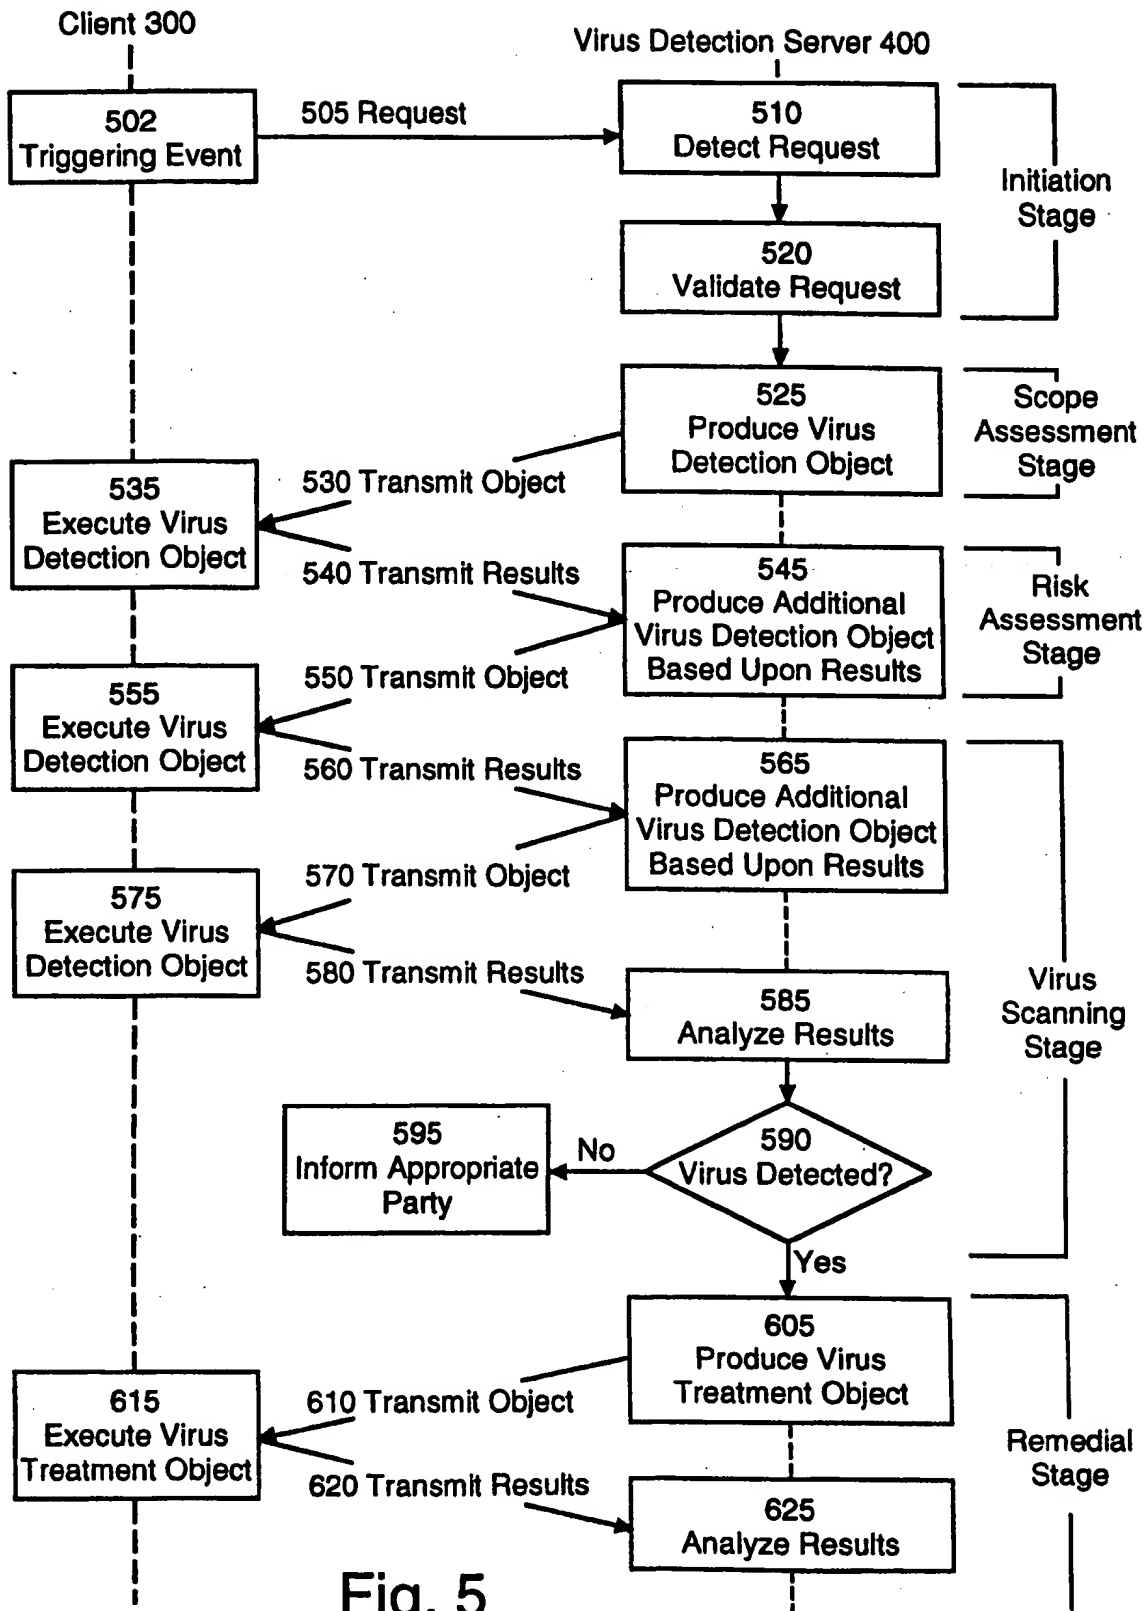 Client 300
Virus Detection Server 400
502
Triggering Event
505 Request
510
Detect Request
Initiation
Stage
520
Validate Request
525
Produce Virus
Detection Object
Scope
Assessment
Stage
530 Transmit Object
535
Execute Virus
Detection Object
540 Transmit Results
545
Produce Additional
Virus Detection Object
Based Upon Results
Risk
Assessment
Stage
550 Transmit Object
555
Execute Virus
Detection Object
560 Transmit Results
565
Produce Additional
Virus Detection Object
Based Upon Results
570 Transmit Object
575
Execute Virus
Detection Object
580 Transmit Results
585
Analyze Results
Virus
Scanning
Stage
590
Virus Detected?
No
595
Inform Appropriate
Party
Yes
605
Produce Virus
Treatment Object
610 Transmit Object
615
Execute Virus
Treatment Object
620 Transmit Results
625
Analyze Results
Remedial
Stage
Fig. 5